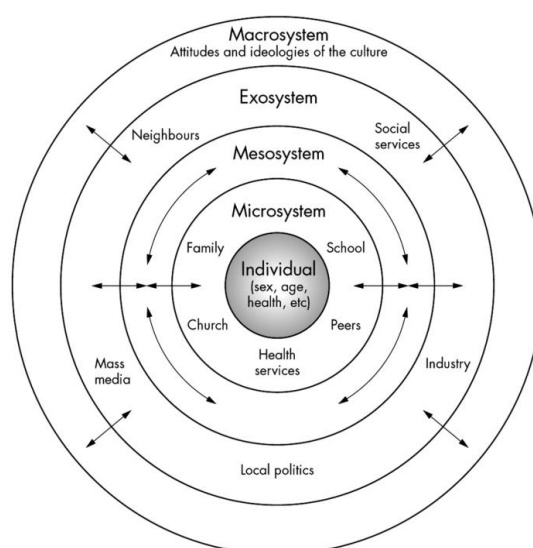 Macrosystem
Attitudes and ideologies of the culture
Exosystem
Neighbours
Social
services
Mesosystem
Microsystem
Family
School
Individual
(sex, age,
health, etc)
Church
Peers
Health
services
Mass
media
Industry
Local politics